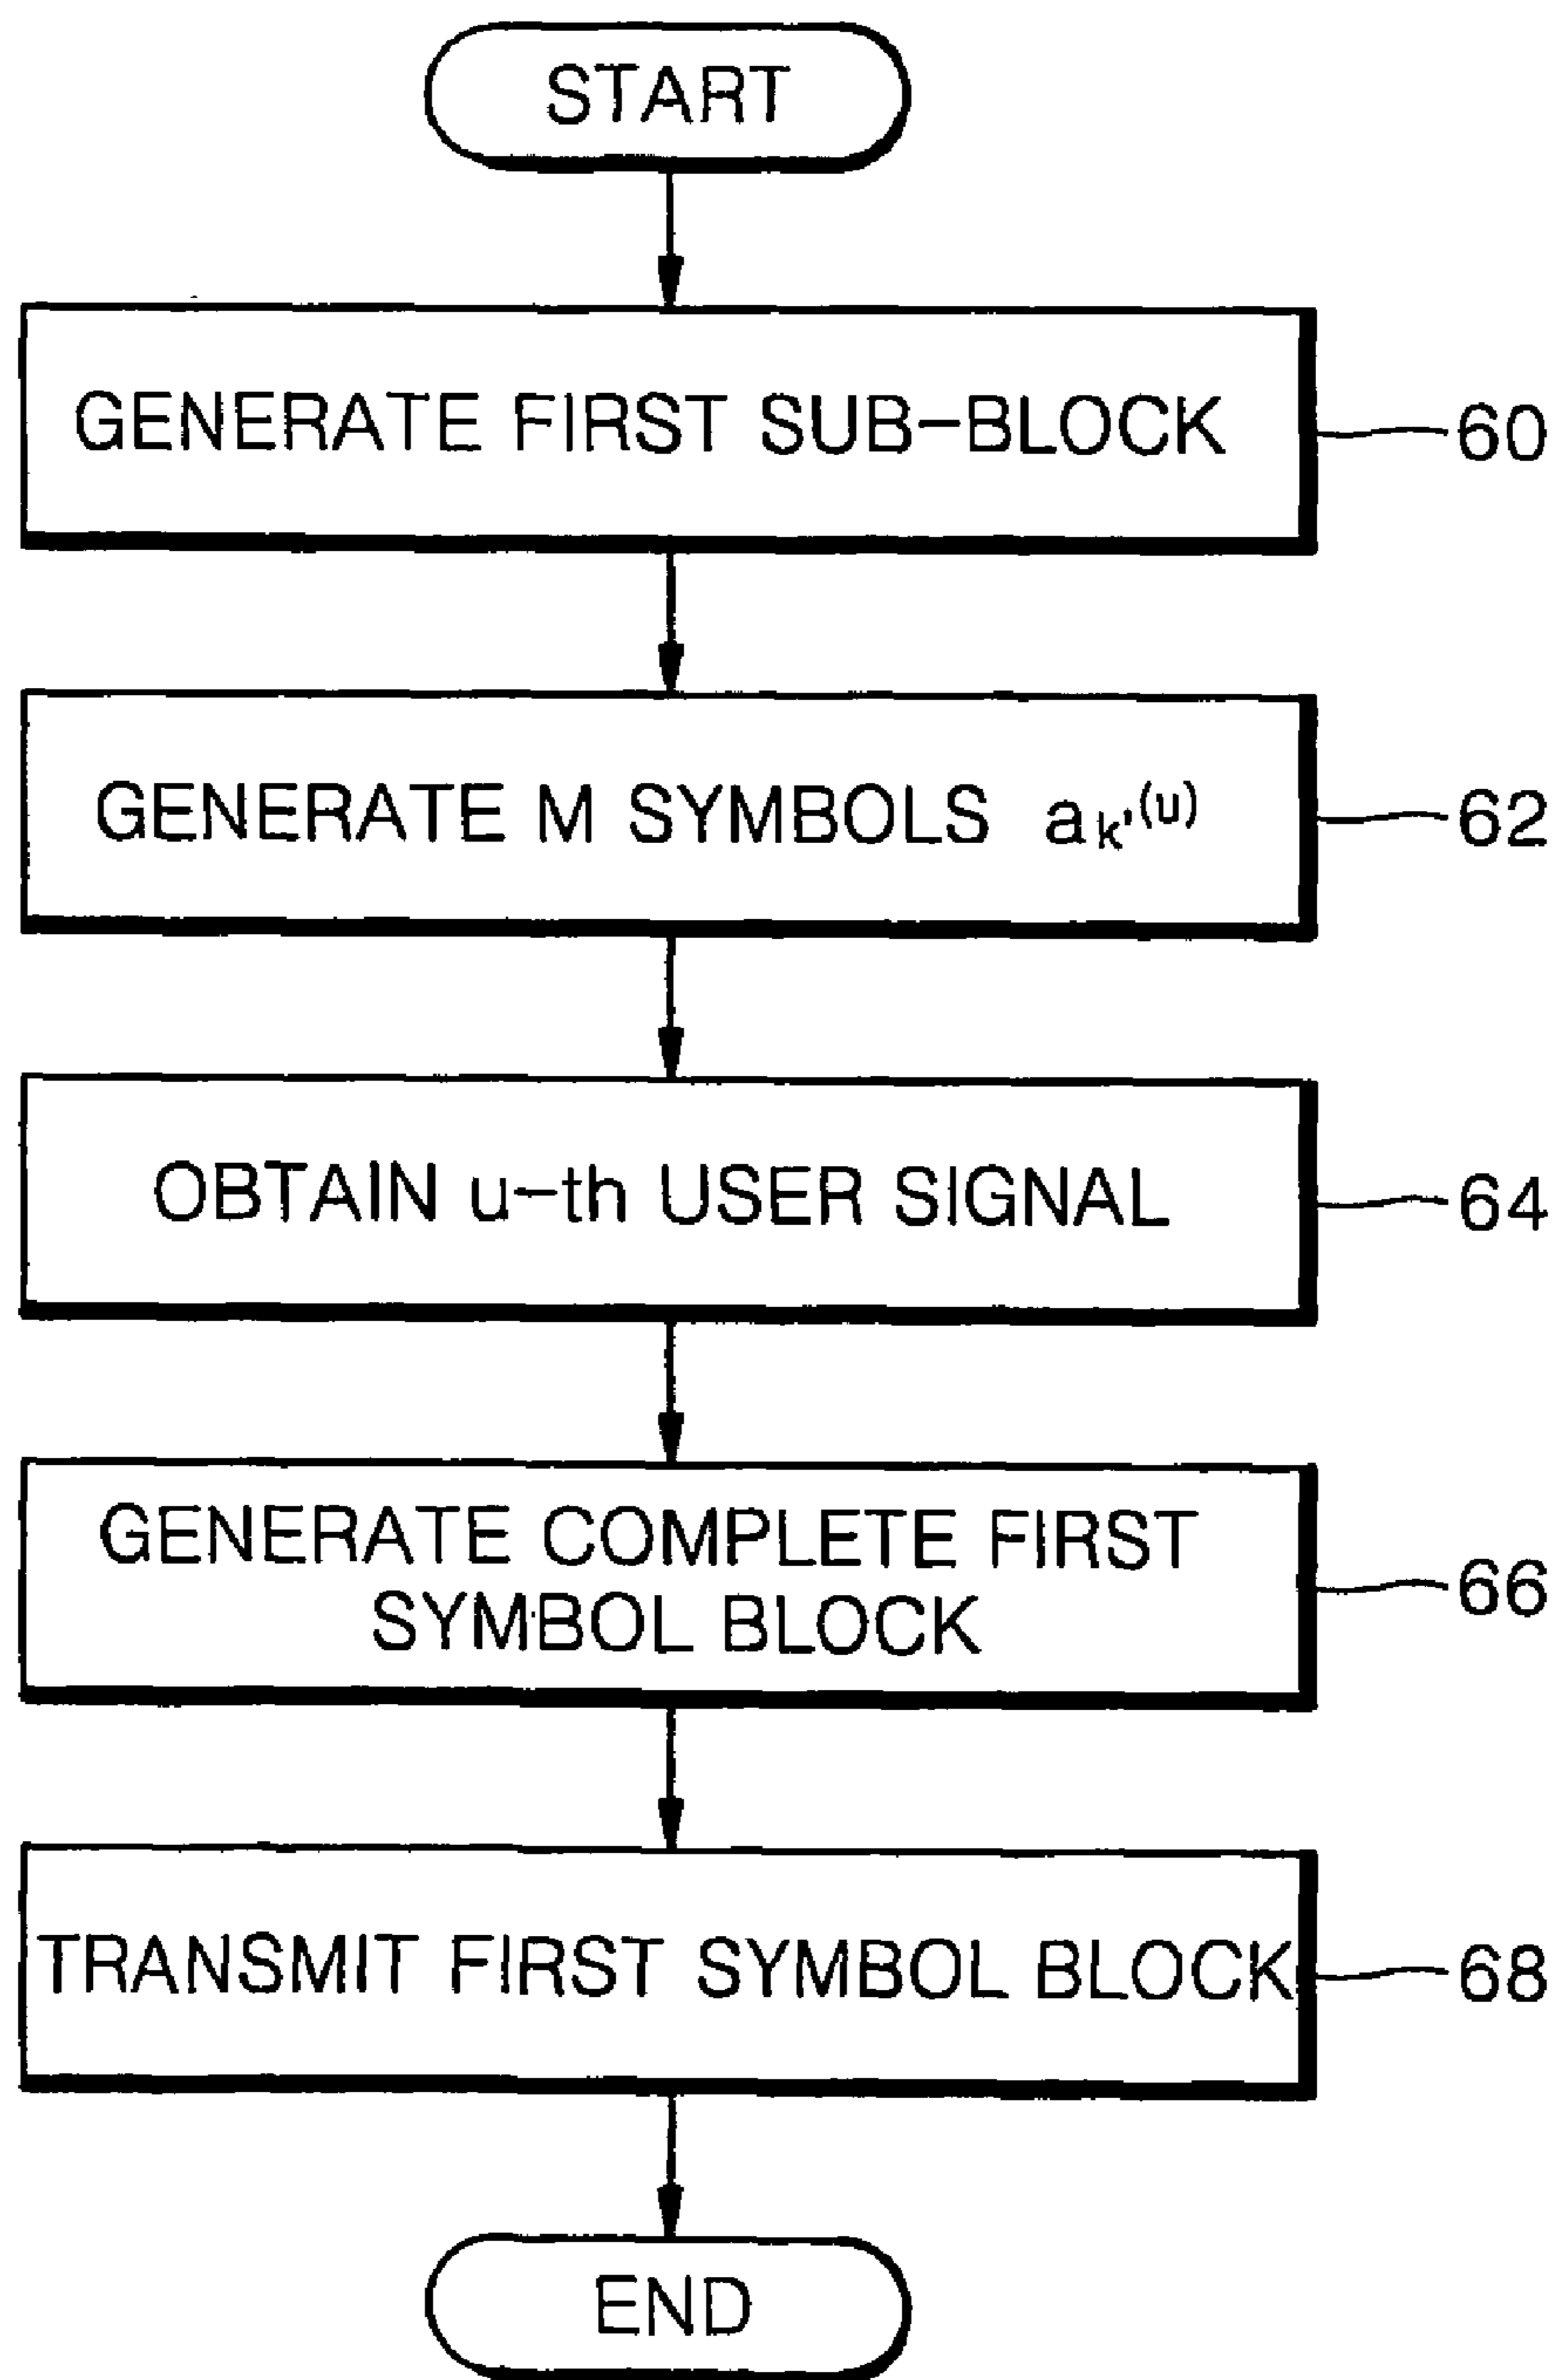 START
GENERATE FIRST SUB-BLOCK
60
GENERATE M SYMBOLS a_k'^(u)
62
OBTAIN u-th USER SIGNAL
64
GENERATE COMPLETE FIRST
SYMBOL BLOCK
66
TRANSMIT FIRST SYMBOL BLOCK
68
END